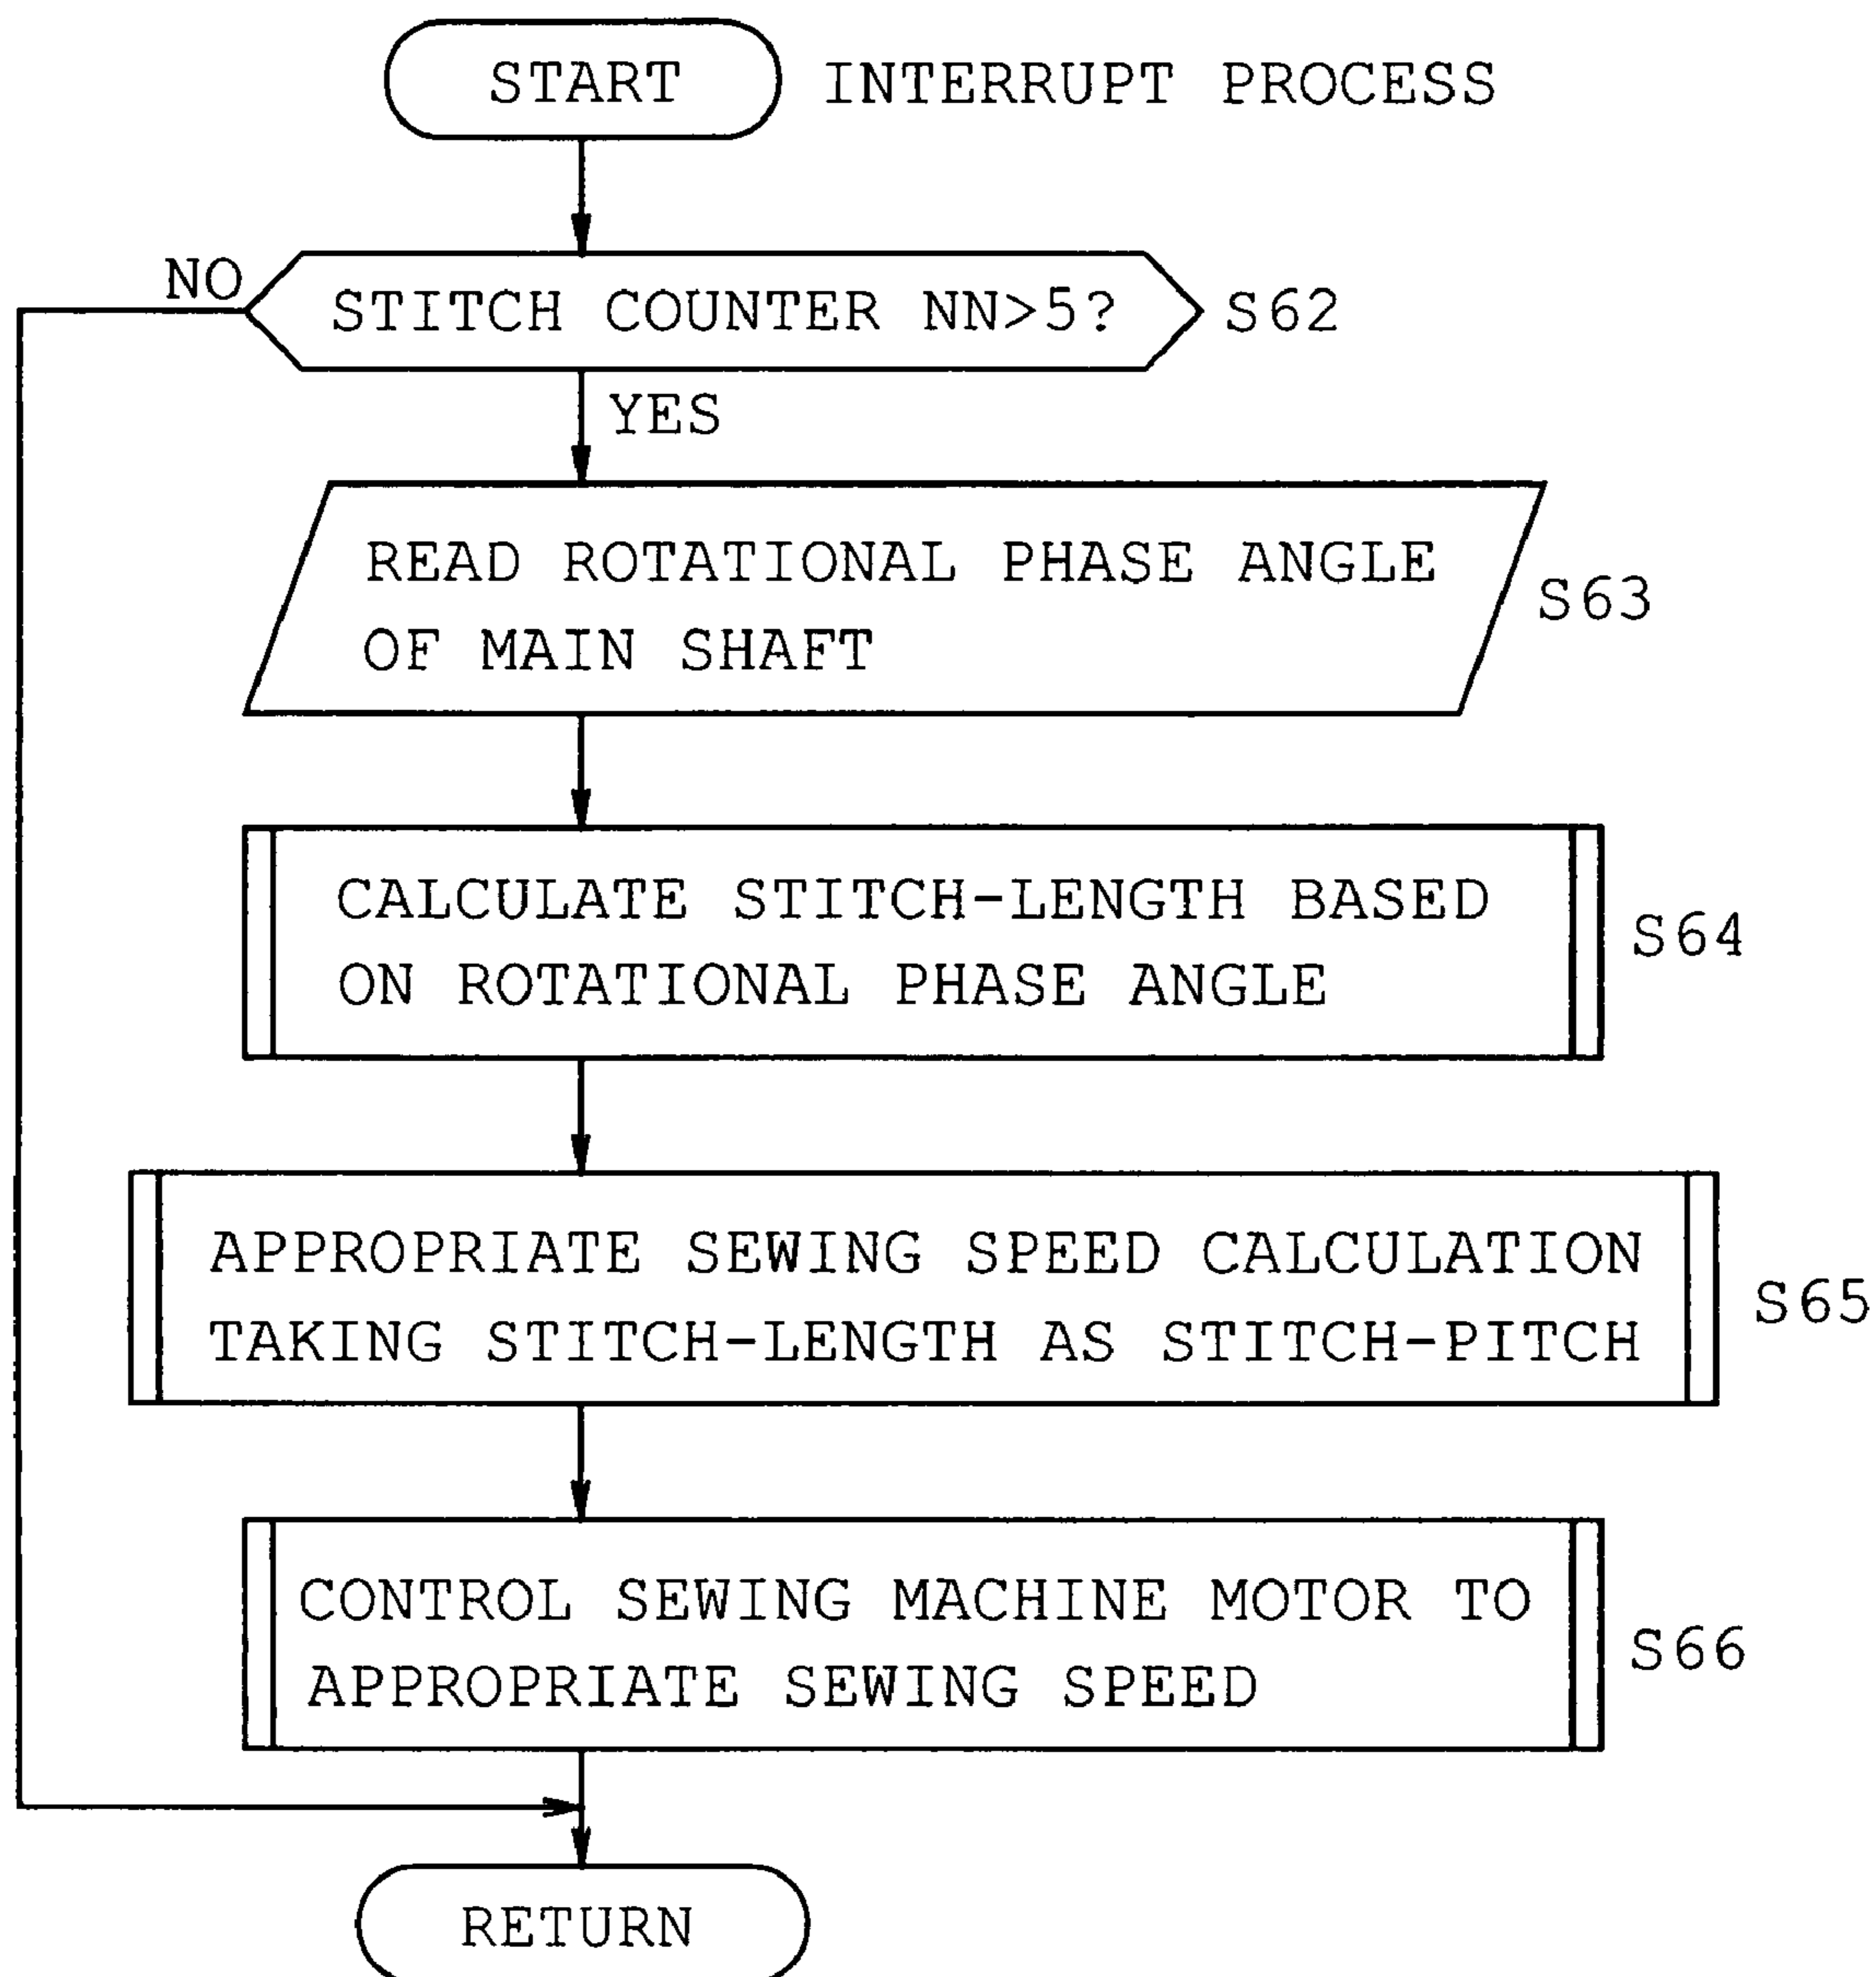 START
INTERRUPT PROCESS
NO
STITCH COUNTER NN>5?
S62
YES
READ ROTATIONAL PHASE ANGLE
OF MAIN SHAFT
S63
CALCULATE STITCH-LENGTH BASED
ON ROTATIONAL PHASE ANGLE
S64
APPROPRIATE SEWING SPEED CALCULATION
TAKING STITCH-LENGTH AS STITCH-PITCH
S65
CONTROL SEWING MACHINE MOTOR TO
APPROPRIATE SEWING SPEED
S66
RETURN